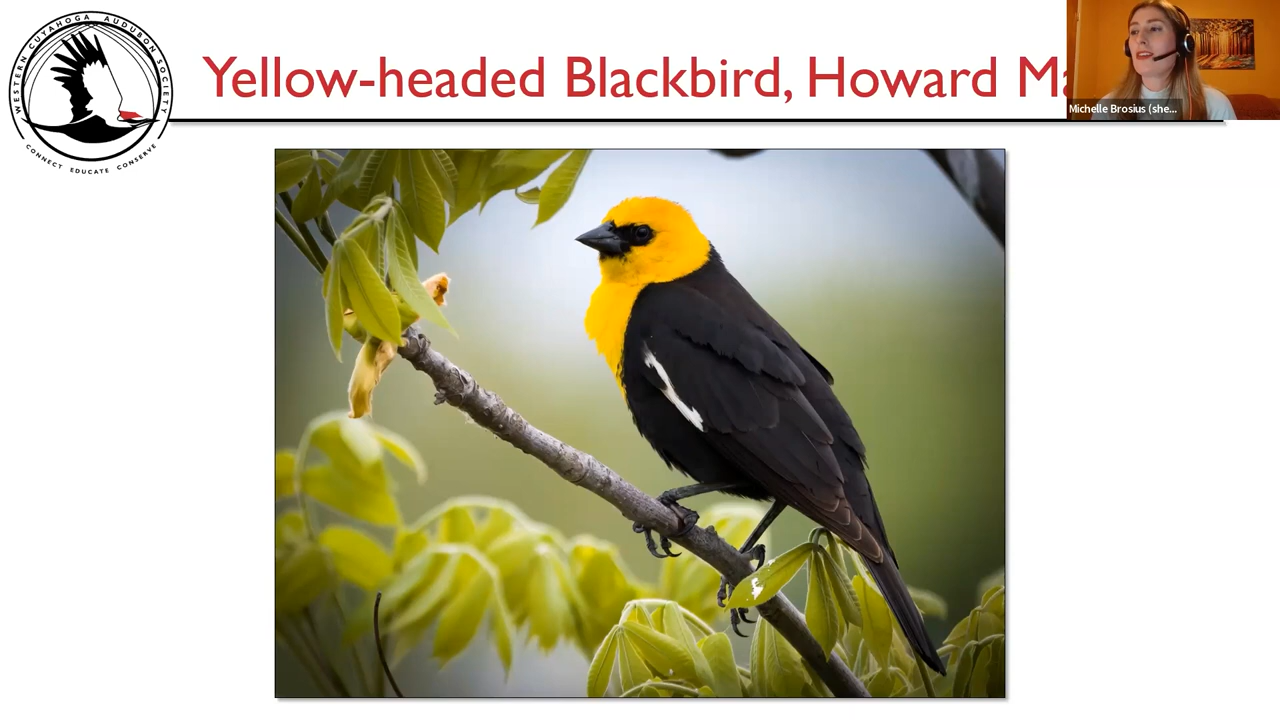 WESTERN CUYAHOGA AUDUBON SOCIETY
CONNECT EDUCATE CONSERVE
Yellow-headed Blackbird, Howard Ma
Michelle Brosius (she...